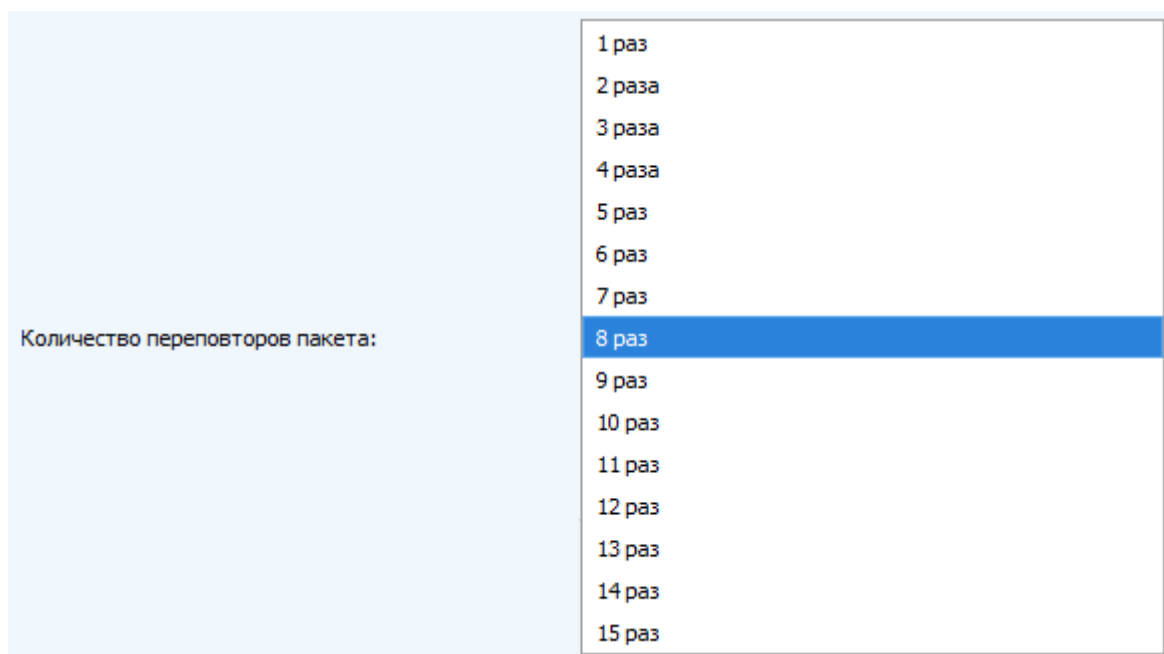 1 раз
2 раза
3 раза
4 раза
5 раз
6 раз
7 раз
Количество переповторов пакета:
8 раз
9 раз
10 раз
11 раз
12 раз
13 раз
14 раз
15 раз